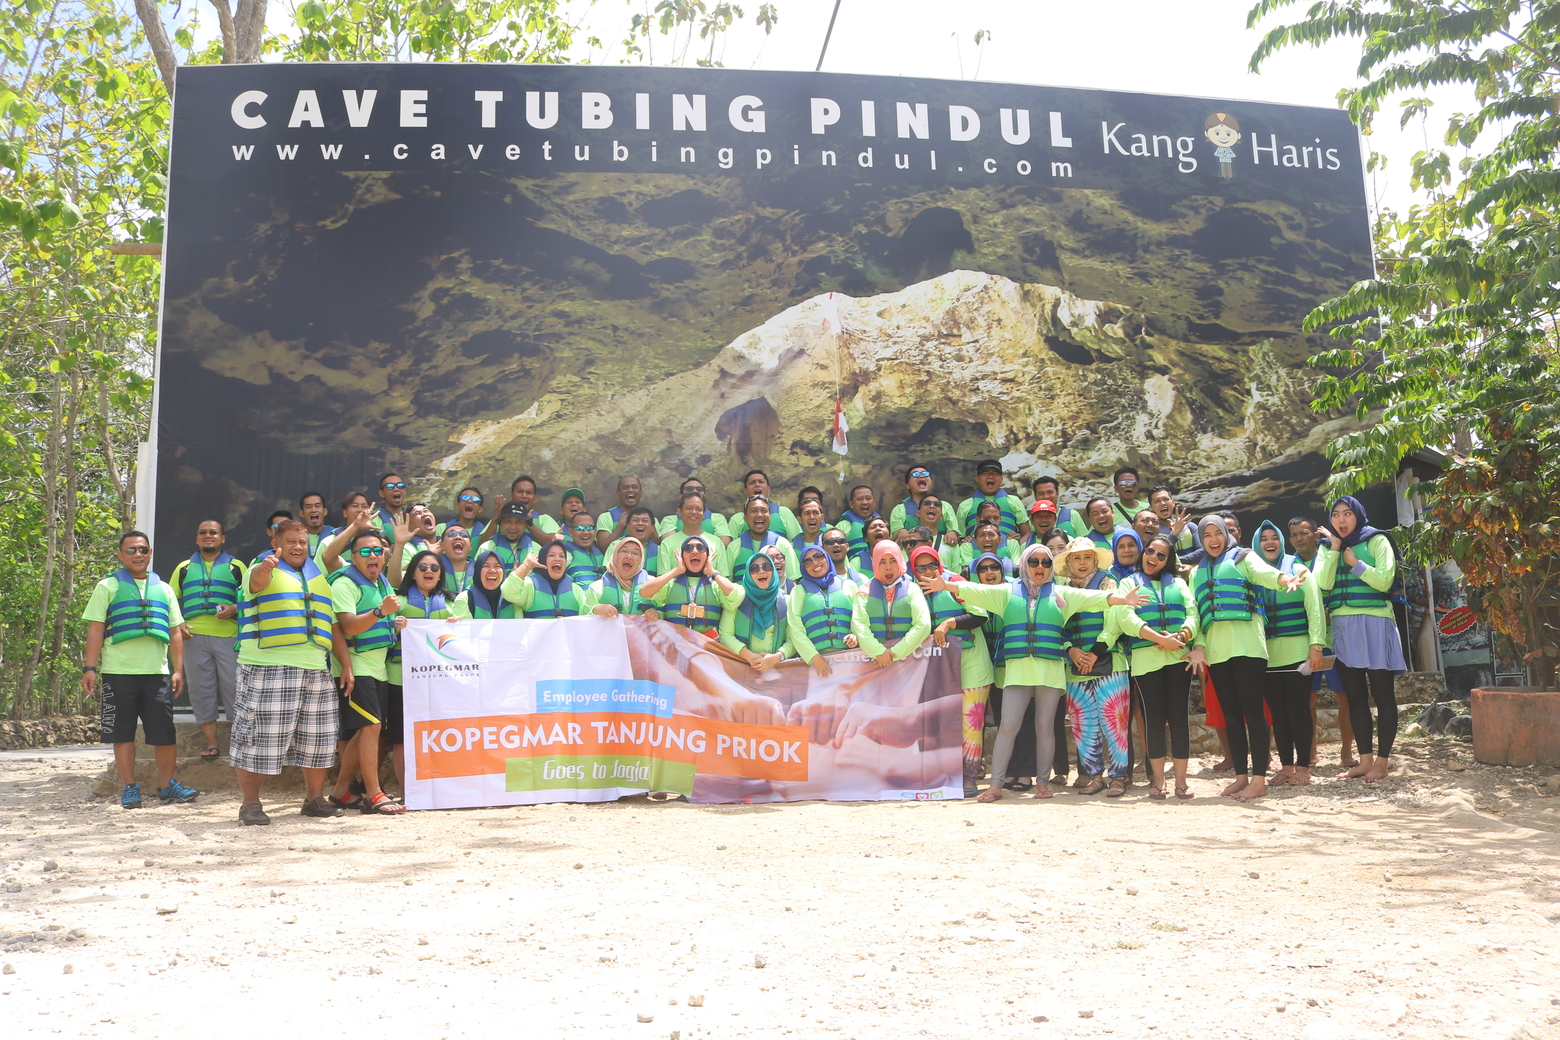 CAVE TUBING PINDUL
www.cavetubingpindul.com
Kang Haris
KOPEGMAR
TANJUNG PRIOK
Can"
Employee Gathering
KOPEGMAR TANJUNG PRIOK
Goes to Jogja